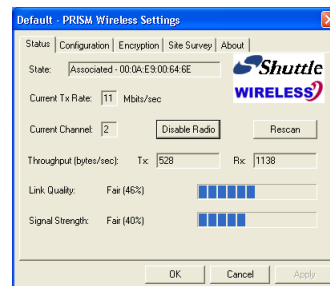 Default - PRISM Wireless Settings
Status Configuration Encryption Site Survey About
State: Associated - 00:0A:E9:00:64:6E
Shuttle
WIRELESS
Current Tx Rate: 11 Mbits/sec
Current Channel: 2 Disable Radio Rescan
Throughput (bytes/sec): Tx: 528 Rx: 1138
Link Quality: Fair (46%)
Signal Strength: Fair (40%)
OK Cancel Apply